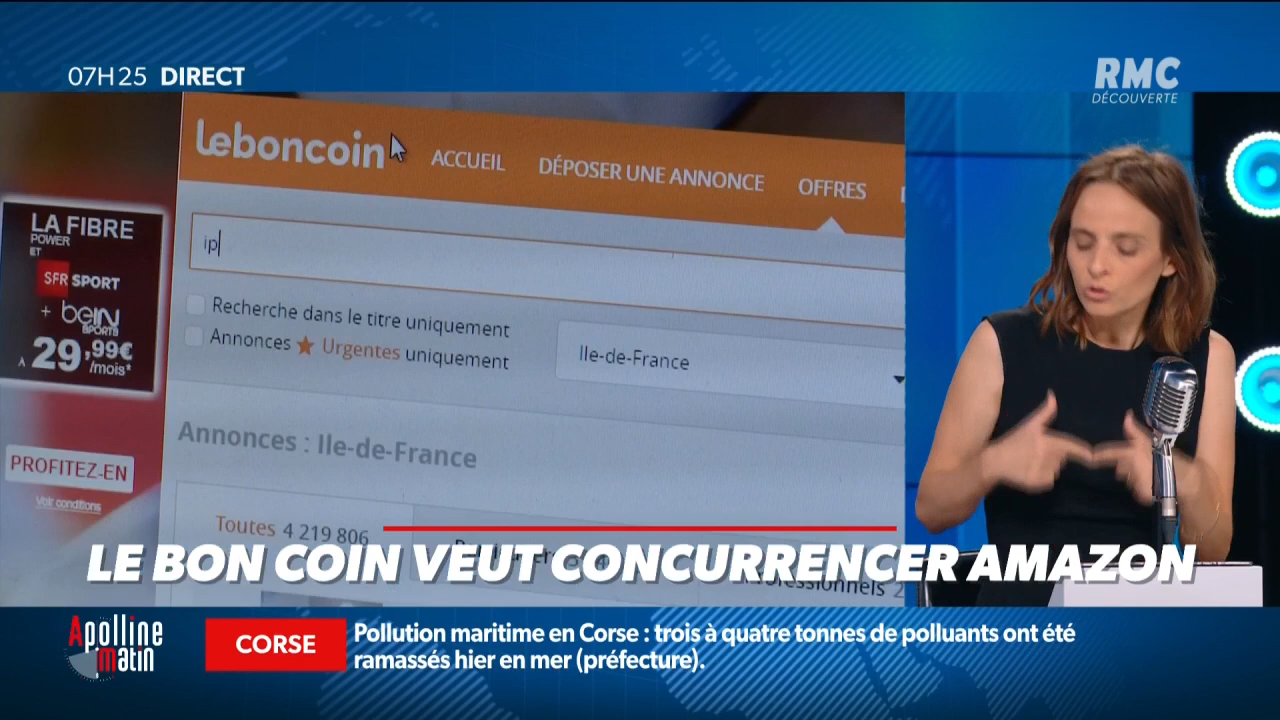 07H25 DIRECT
RMC
DÉCOUVERTE
leboncoin
ACCUEIL
DÉPOSER UNE ANNONCE
OFFRES
LA FIBRE
POWER
ET
SFR SPORT
+ beIN
SPORTS
À 29,99€
/mois*
PROFITEZ-EN
Voir conditions
ip
Recherche dans le titre uniquement
Annonces ★ Urgentes uniquement
Ile-de-France
Annonces : Ile-de-France
Toutes 4 219 806
Professionnels 2
LE BON COIN VEUT CONCURRENCER AMAZON
Apolline
Matin
CORSE
Pollution maritime en Corse : trois à quatre tonnes de polluants ont été
ramassés hier en mer (préfecture).